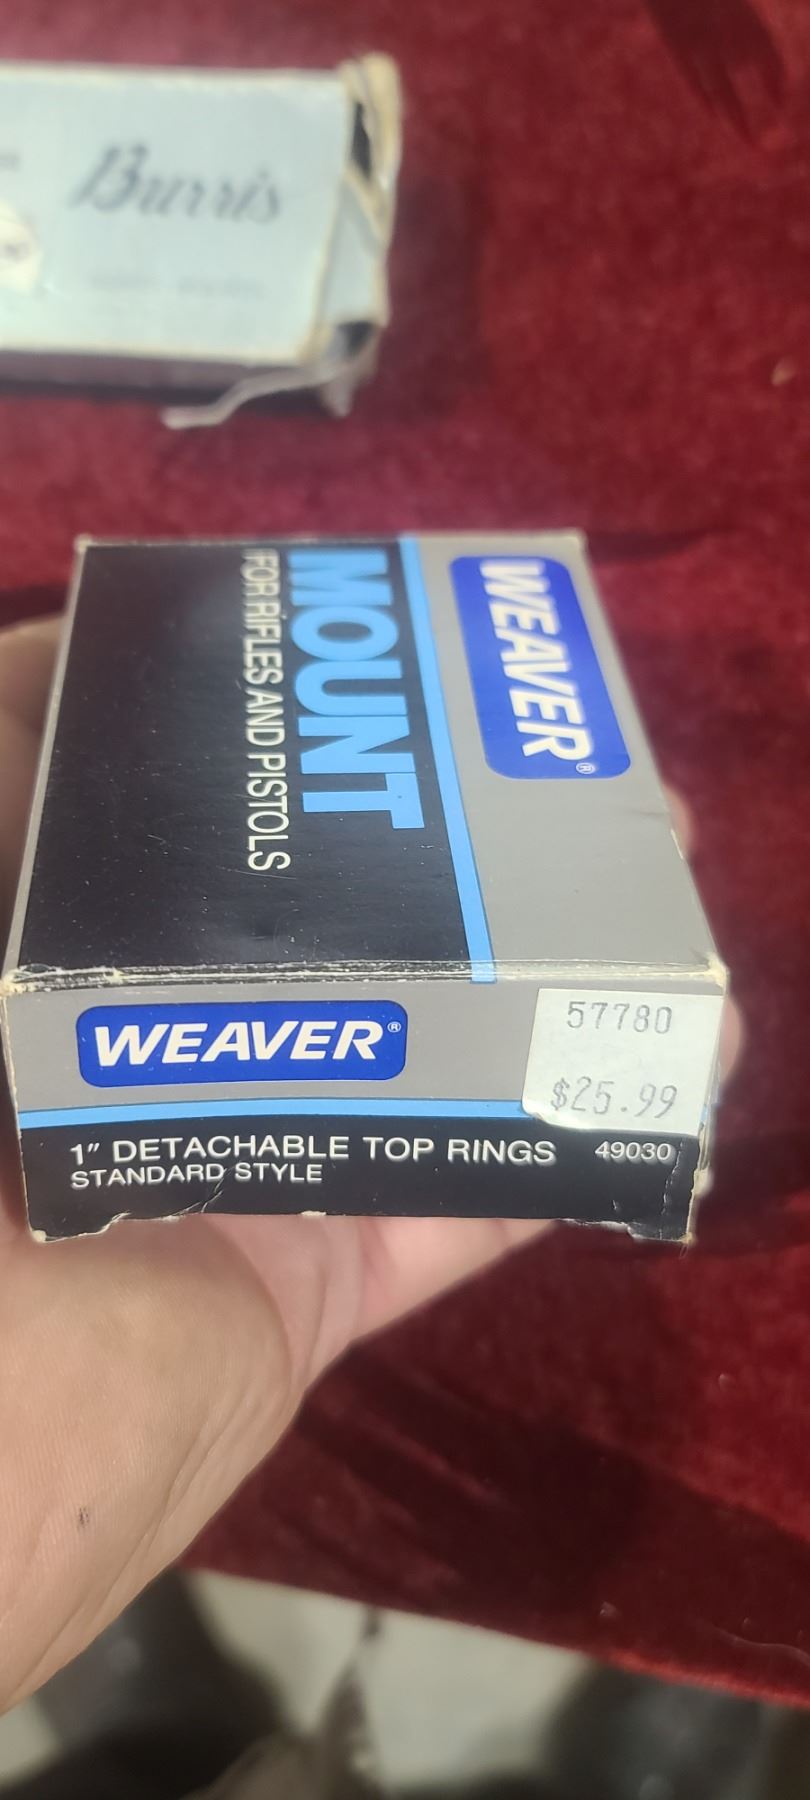 Burris
WEAVER®
MOUNT
FOR RIFLES AND PISTOLS
WEAVER®
57780
$25.99
1" DETACHABLE TOP RINGS 49030
STANDARD STYLE